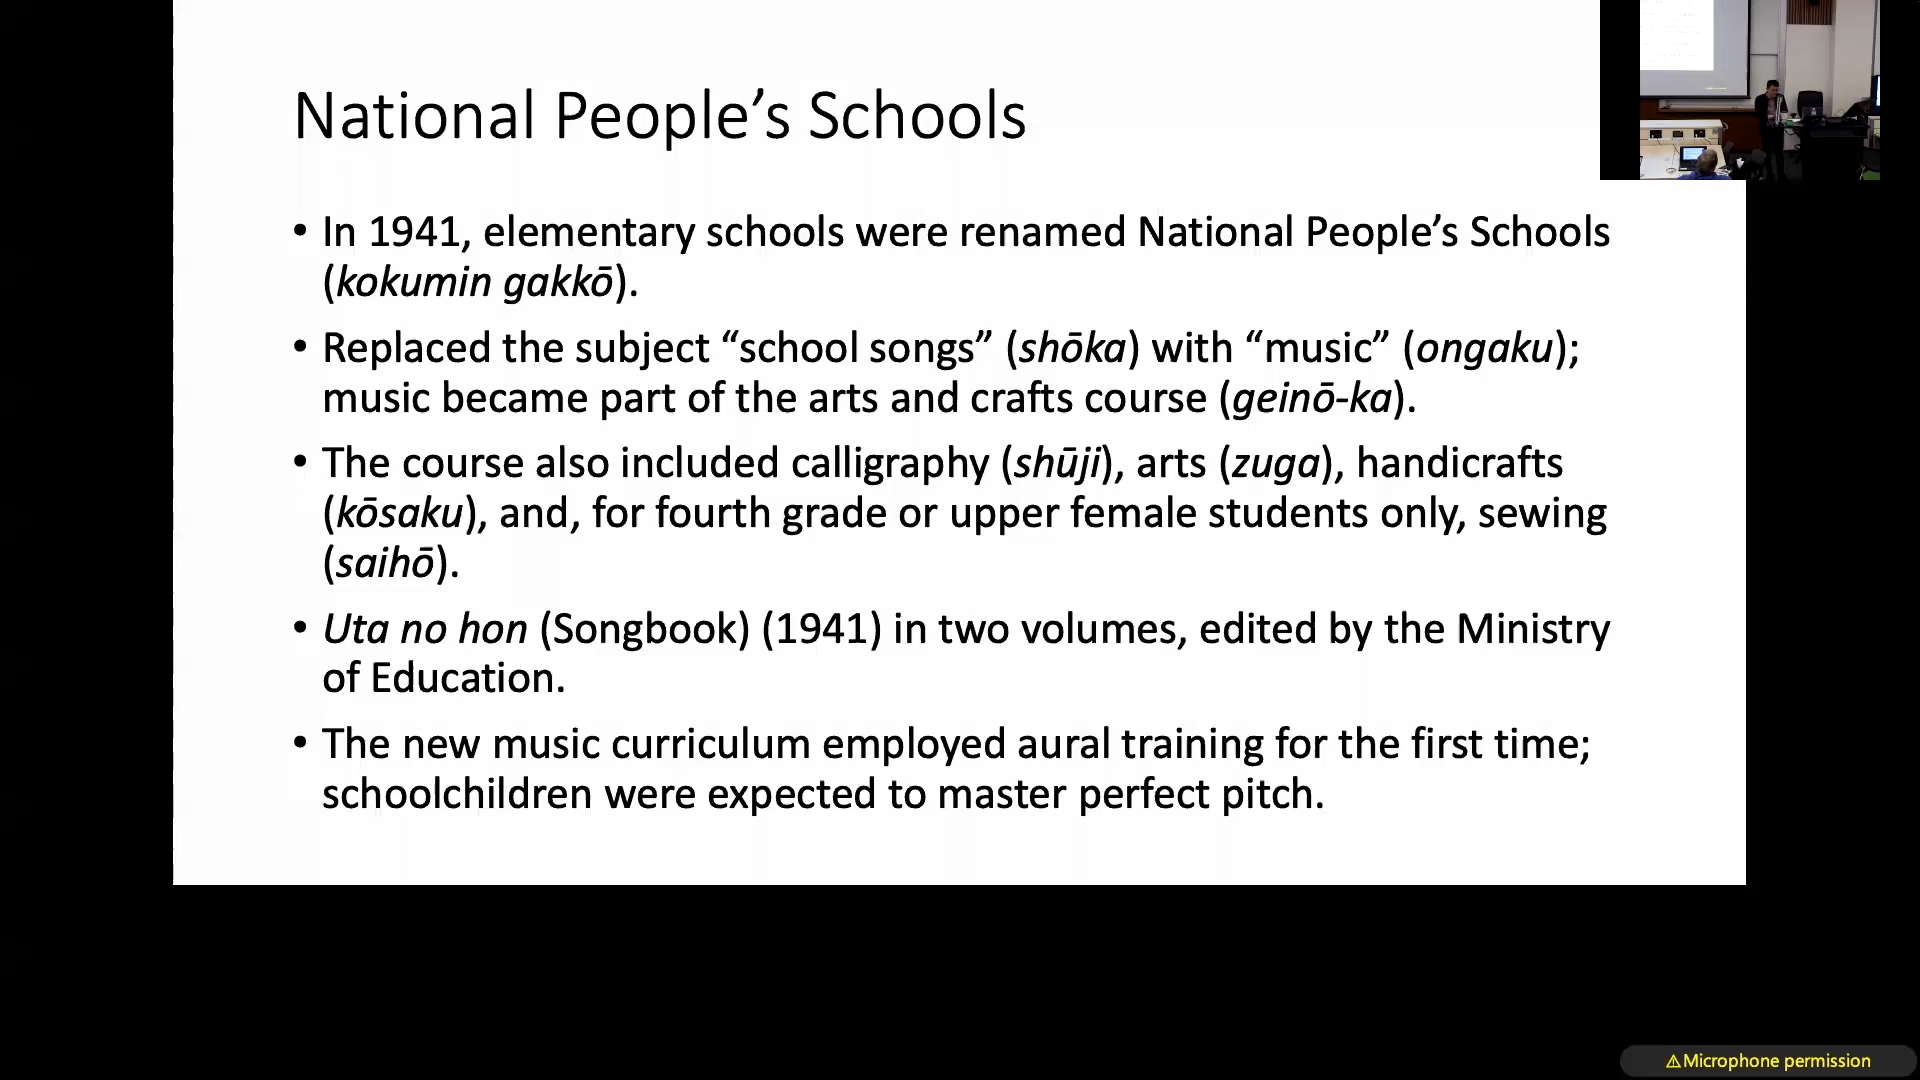 National People’s Schools
• In 1941, elementary schools were renamed National People’s Schools
(kokumin gakkō).
• Replaced the subject “school songs” (shōka) with “music” (ongaku);
music became part of the arts and crafts course (geinō-ka).
• The course also included calligraphy (shūji), arts (zuga), handicrafts
(kōsaku), and, for fourth grade or upper female students only, sewing
(saihō).
• Uta no hon (Songbook) (1941) in two volumes, edited by the Ministry
of Education.
• The new music curriculum employed aural training for the first time;
schoolchildren were expected to master perfect pitch.
⚠Microphone permission